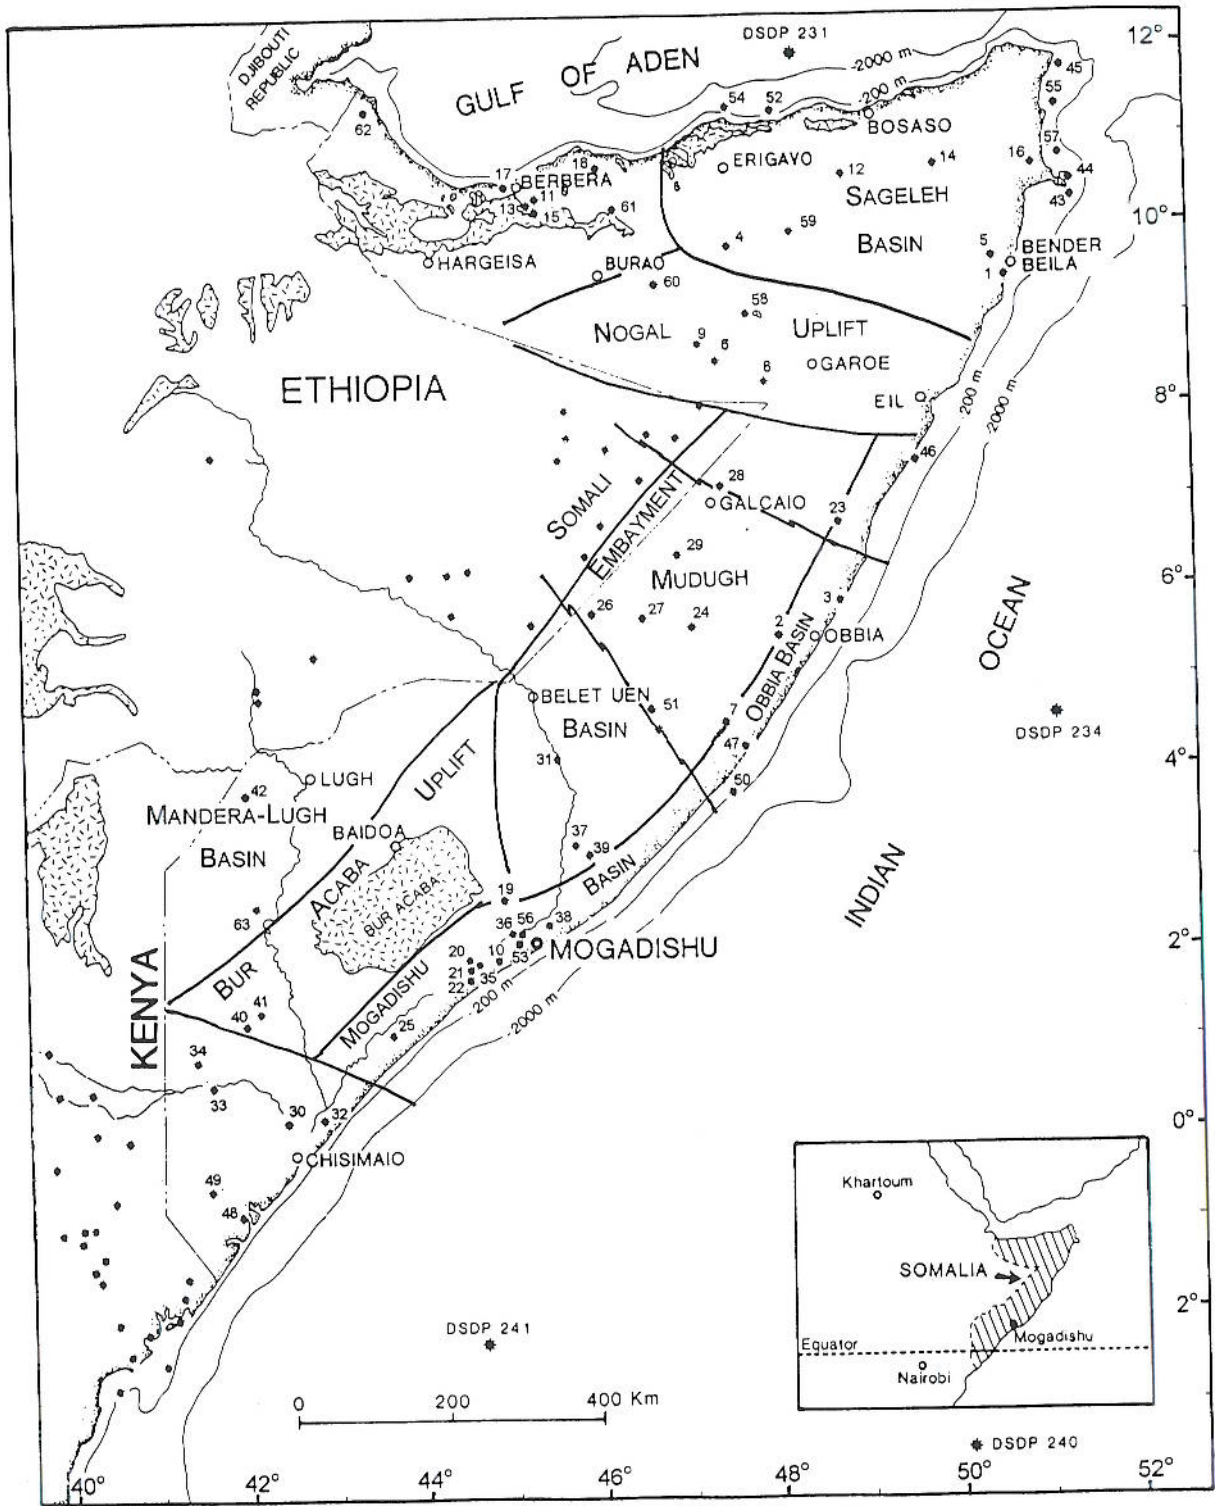 DSDP 231
12°
DJIBOUTI
REPUBLIC
GULF OF ADEN
-2000 m
-200 m
45
54
52
55
62
BOSASO
57
ERIGAVO
17
18
BERBERA
12
14
16
44
SAGELEH
13
11
15
61
43
10°
4
59
BASIN
5
BENDER
BEILA
1
HARGEISA
BURAO
60
58
NOGAL
UPLIFT
9
6
8
GAROE
ETHIOPIA
EIL
8°
200 m
2000 m
46
SOMALI
EMBAYMENT
28
GALCAIO
23
29
MUDUGH
6°
26
27
24
3
2
OBBIA
OBBIA BASIN
OCEAN
BELET UEN
BASIN
51
7
47
DSDP 234
31
50
4°
UPLIFT
LUGH
42
MANDERA-LUGH
BASIN
BAIDOA
37
39
ACABA
BUR ACABA
BASIN
INDIAN
19
63
36
56
38
MOGADISHU
2°
20
10
53
21
35
22
BUR
MOGADISHU
200 m
2000 m
KENYA
41
40
25
34
33
30
32
0°
CHISIMAIO
49
48
Khartoum
SOMALIA
Mogadishu
Equator
Nairobi
2°
DSDP 241
0
200
400 Km
DSDP 240
40°
42°
44°
46°
48°
50°
52°